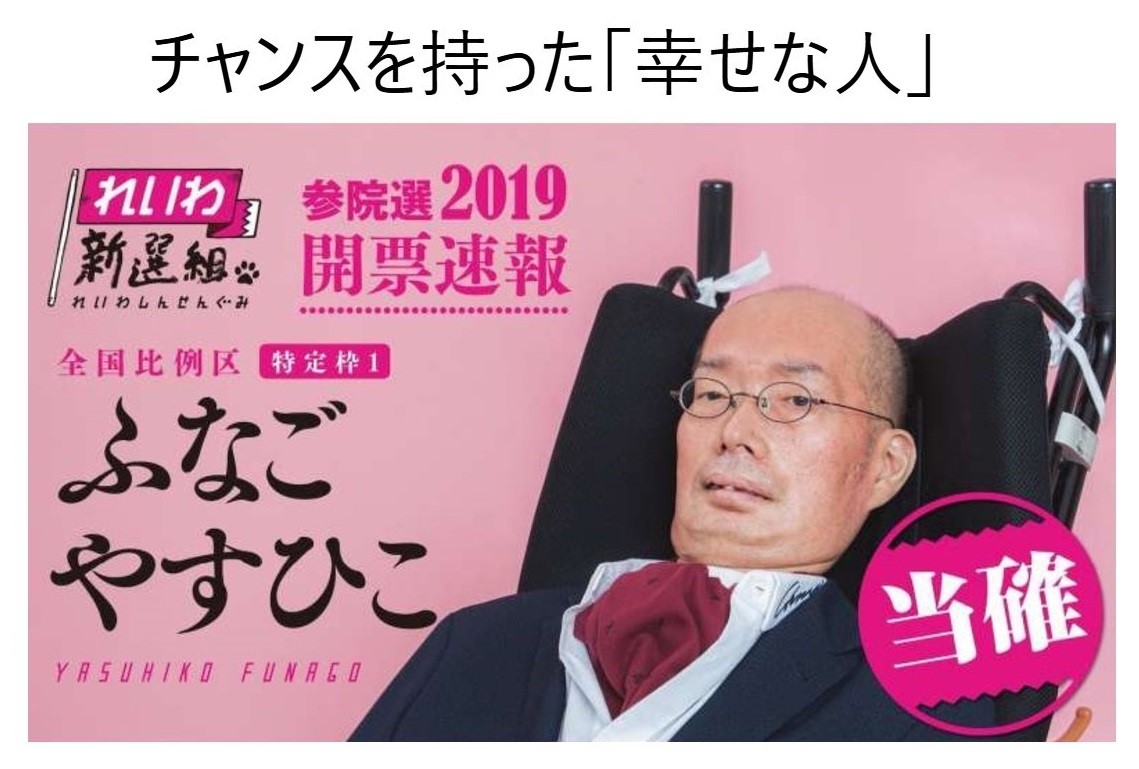 チャンスを持った「幸せな人」
れいわ
新選組
れいわしんせんぐみ
参院選2019
開票速報
全国比例区 特定枠1
ふなご
やすひこ
YASUHIKO FUNAGO
当確